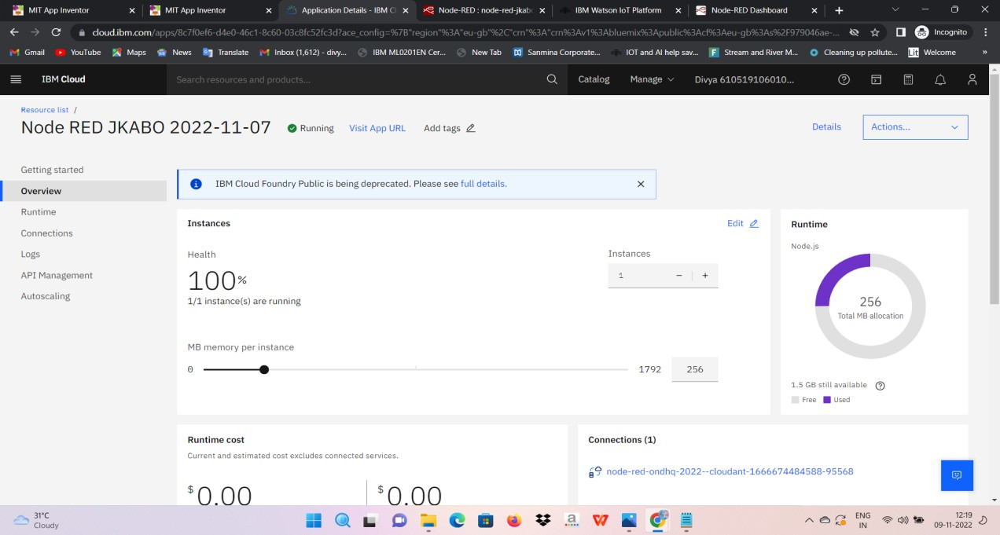 MIT App Inventor
MIT App Inventor
Application Details - IBM Cl
Node-RED : node-red-jkab
IBM Watson IoT Platform
Node-RED Dashboard
cloud.ibm.com/apps/8c7f0ef6-d4e0-46c1-8c60-03c8fc52fc3d?ace_config=%7B"region"%3A"eu-gb"%2C"crn"%3A"crn%3Av1%3Abluemix%3Apublic%3Acf%3Aeu-gb%3As%2F979046ae-...
Incognito
Gmail
YouTube
Maps
News
Translate
Inbox (1,612) - divy...
IBM ML0201EN Cer...
New Tab
Sanmina Corporate...
IOT and AI help sav...
Stream and River M...
Cleaning up pollute...
Lit Welcome
»
IBM Cloud
Search resources and products...
Catalog
Manage
Divya 610519106010...
Resource list /
Node RED JKABO 2022-11-07
Running
Visit App URL
Add tags
Details
Actions...
Getting started
Overview
Runtime
Connections
Logs
API Management
Autoscaling
IBM Cloud Foundry Public is being deprecated. Please see full details.
Instances
Edit
Health
100%
1/1 instance(s) are running
Instances
1 − +
MB memory per instance
0
1792
256
Runtime
Node.js
256
Total MB allocation
1.5 GB still available
Free
Used
Runtime cost
Current and estimated cost excludes connected services.
$0.00
$0.00
Connections (1)
node-red-ondhq-2022--cloudant-1666674484588-95568
31°C
Cloudy
ENG
IN
12:19
09-11-2022